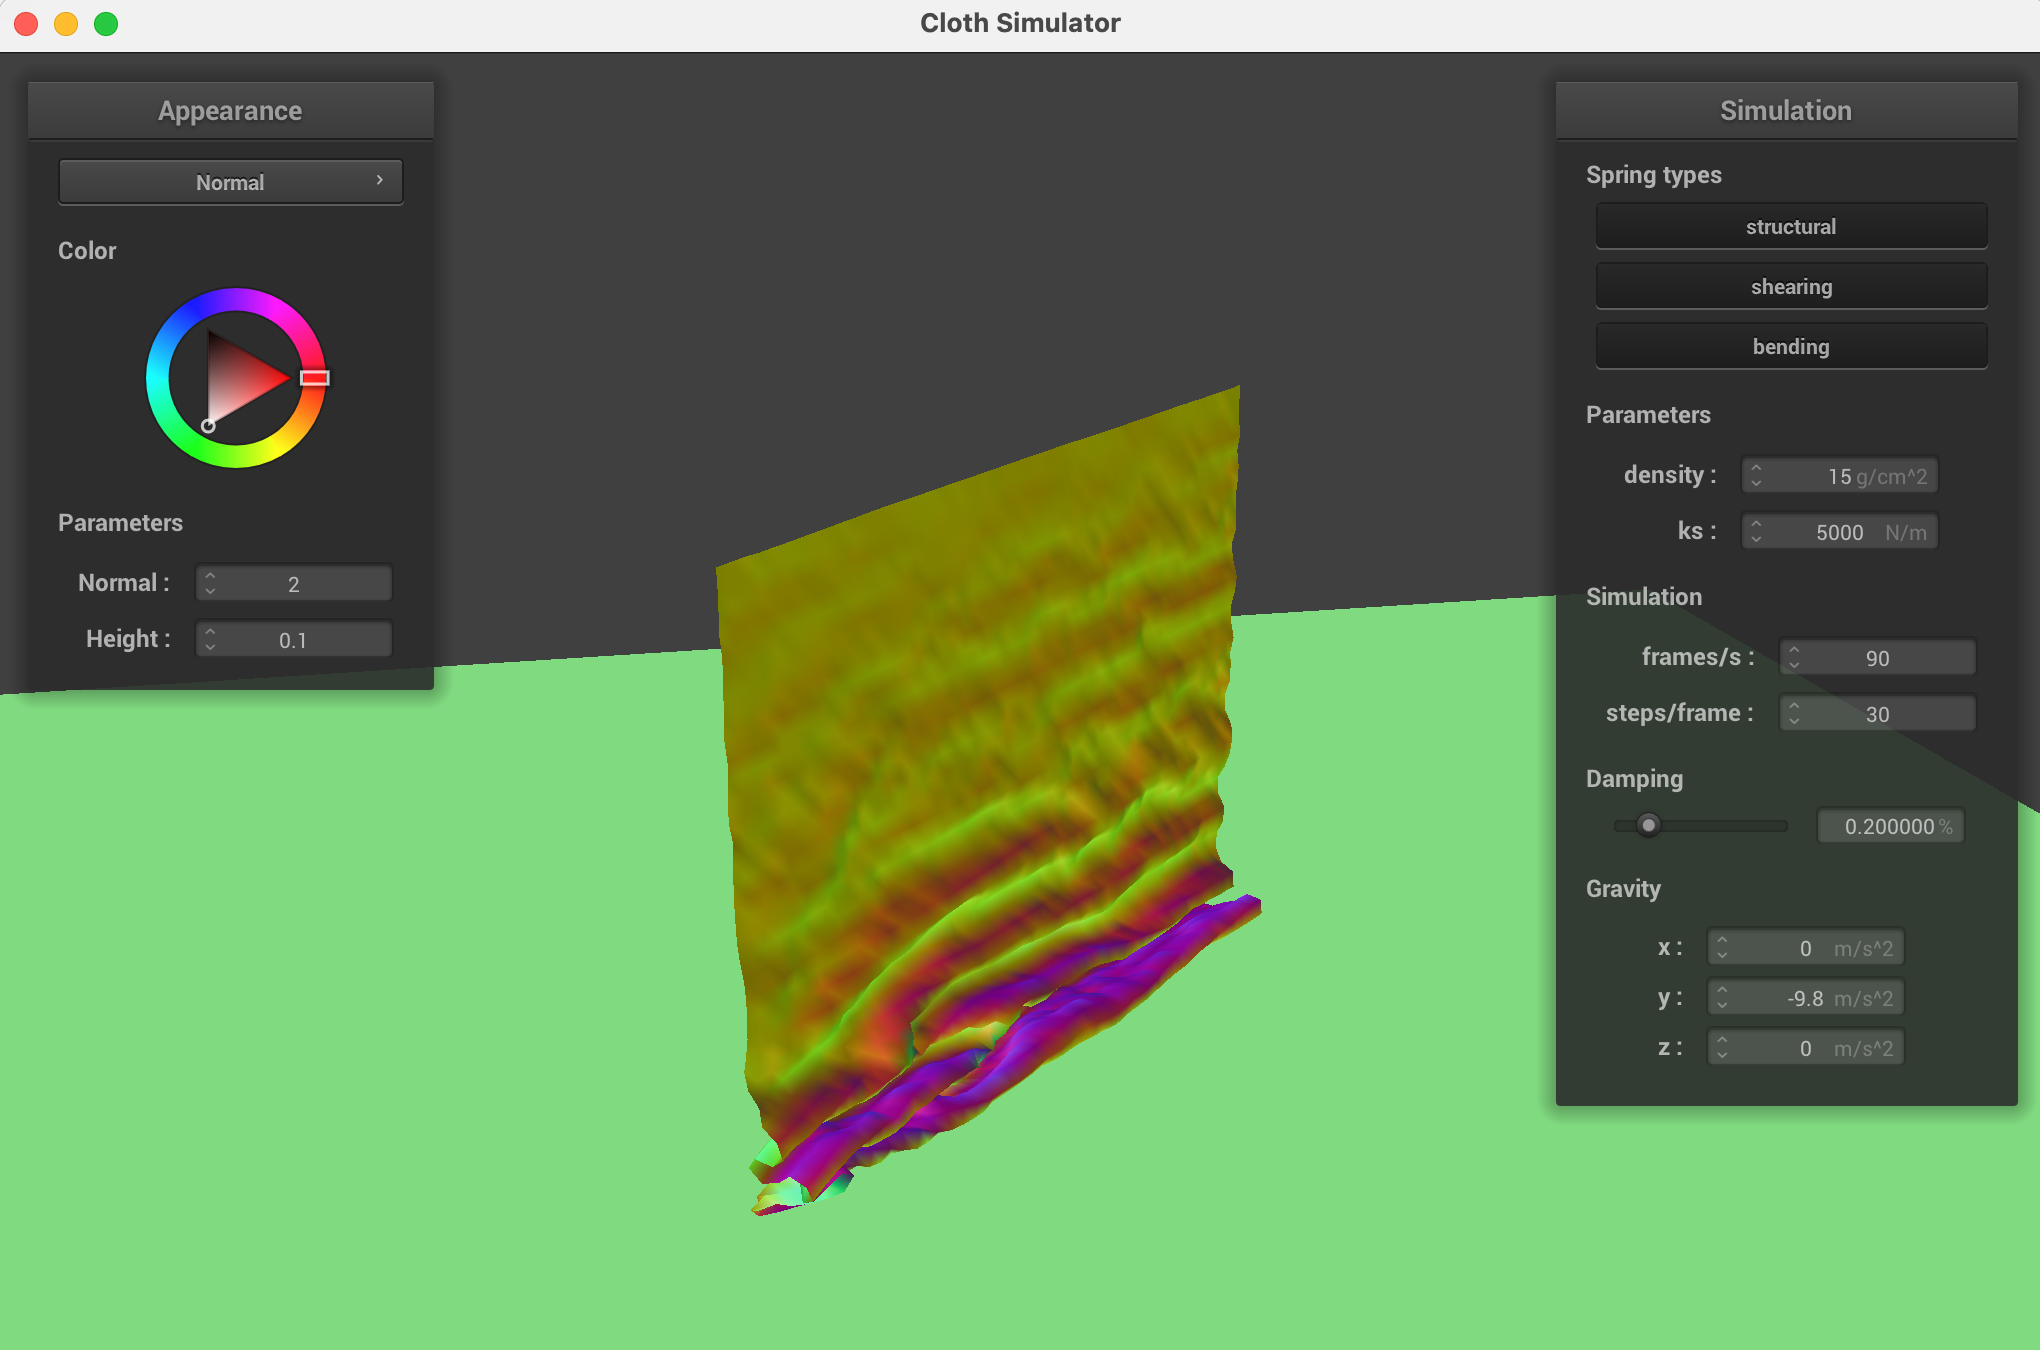 Cloth Simulator
Appearance
Normal
Color
Parameters
Normal : 2
Height : 0.1
Simulation
Spring types
structural
shearing
bending
Parameters
density : 15 g/cm^2
ks : 5000 N/m
Simulation
frames/s : 90
steps/frame : 30
Damping
0.200000 %
Gravity
x : 0 m/s^2
y : -9.8 m/s^2
z : 0 m/s^2